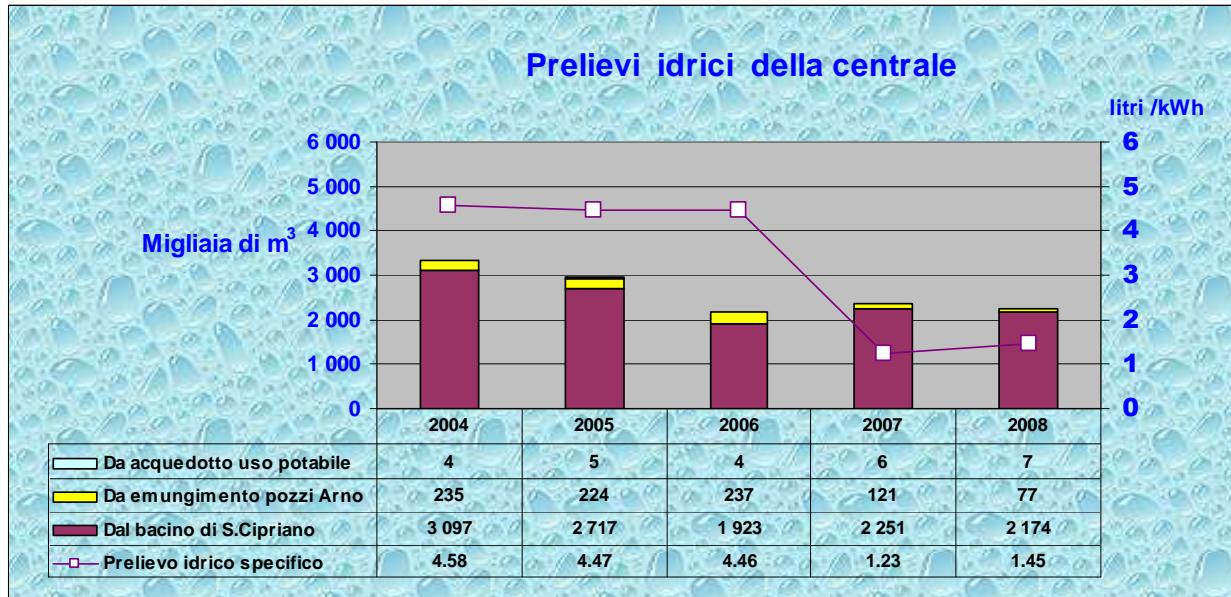 Prelievi idrici della centrale
litri /kWh
Migliaia di m³
6 000 6
5 000 5
4 000 4
3 000 3
2 000 2
1 000 1
0 0
2004 2005 2006 2007 2008
Da acquedotto uso potabile 4 5 4 6 7
Da emungimento pozzi Arno 235 224 237 121 77
Dal bacino di S.Cipriano 3 097 2 717 1 923 2 251 2 174
Prelievo idrico specifico 4.58 4.47 4.46 1.23 1.45